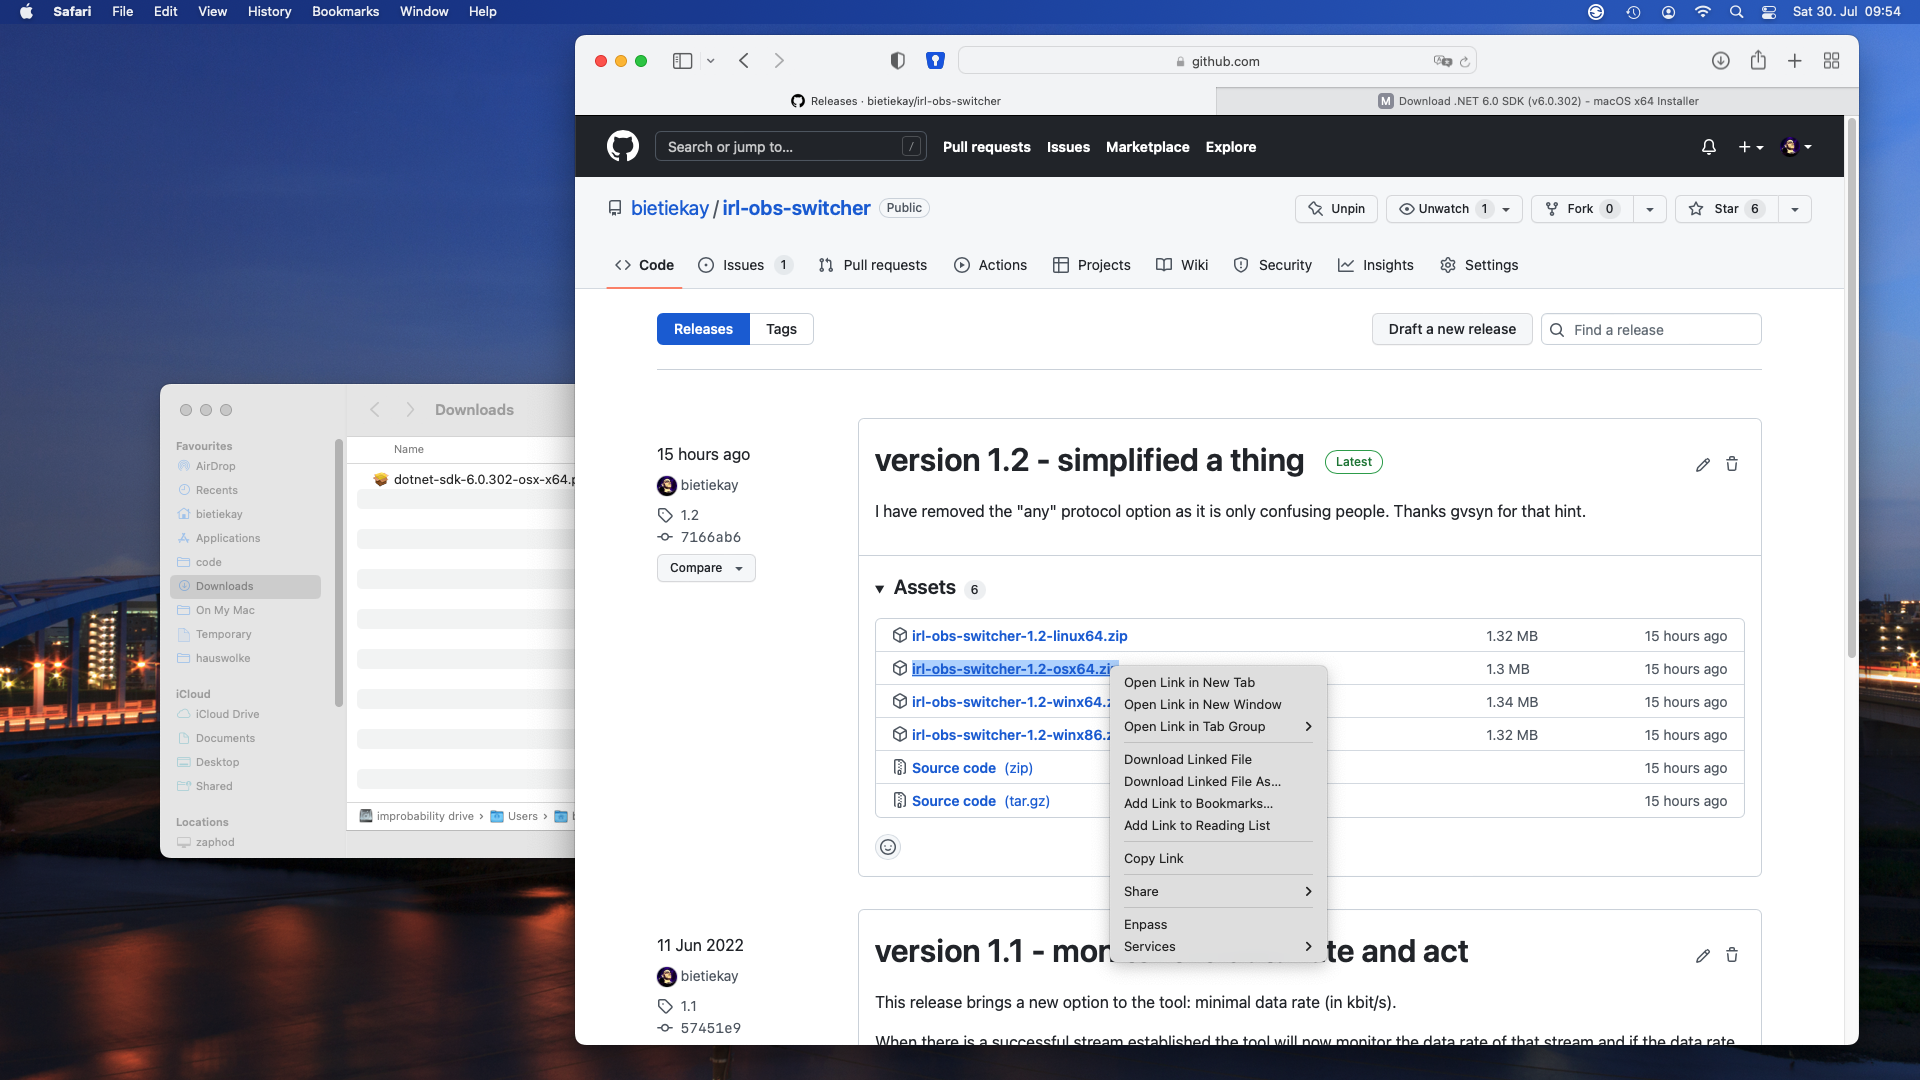 Safari File Edit View History Bookmarks Window Help
Sat 30. Jul 09:54
github.com
Releases · bietiekay/irl-obs-switcher
M Download .NET 6.0 SDK (v6.0.302) - macOS x64 Installer
Search or jump to... /
Pull requests Issues Marketplace Explore
bietiekay / irl-obs-switcher Public
Unpin Unwatch 1 Fork 0 Star 6
Code Issues 1 Pull requests Actions Projects Wiki Security Insights Settings
Releases Tags
Draft a new release Find a release
Downloads
Name
dotnet-sdk-6.0.302-osx-x64.p
Favourites
AirDrop
Recents
bietiekay
Applications
code
Downloads
On My Mac
Temporary
hauswolke
iCloud
iCloud Drive
Documents
Desktop
Shared
Locations
zaphod
improbability drive › Users ›
15 hours ago
bietiekay
1.2
7166ab6
Compare
version 1.2 - simplified a thing Latest
I have removed the "any" protocol option as it is only confusing people. Thanks gvsyn for that hint.
Assets 6
irl-obs-switcher-1.2-linux64.zip 1.32 MB 15 hours ago
irl-obs-switcher-1.2-osx64.zip 1.3 MB 15 hours ago
irl-obs-switcher-1.2-winx64.z 1.34 MB 15 hours ago
irl-obs-switcher-1.2-winx86.z 1.32 MB 15 hours ago
Source code (zip) 15 hours ago
Source code (tar.gz) 15 hours ago
Open Link in New Tab
Open Link in New Window
Open Link in Tab Group
Download Linked File
Download Linked File As...
Add Link to Bookmarks...
Add Link to Reading List
Copy Link
Share
Enpass
Services
11 Jun 2022
bietiekay
1.1
57451e9
version 1.1 - mon te and act
This release brings a new option to the tool: minimal data rate (in kbit/s).
When there is a successful stream established the tool will now monitor the data rate of that stream and if the data rate